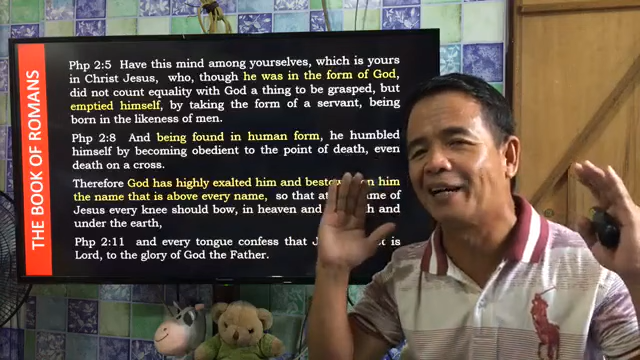 THE BOOK OF ROMANS
Php 2:5 Have this mind among yourselves, which is yours
in Christ Jesus, who, though he was in the form of God,
did not count equality with God a thing to be grasped, but
emptied himself, by taking the form of a servant, being
born in the likeness of men.
Php 2:8 And being found in human form, he humbled
himself by becoming obedient to the point of death, even
death on a cross.
Therefore God has highly exalted him and on him
the name that is above every name, so that at me of
Jesus every knee should bow, in heaven and and
under the earth,
Php 2:11 and every tongue confess that is
Lord, to the glory of God the Father.